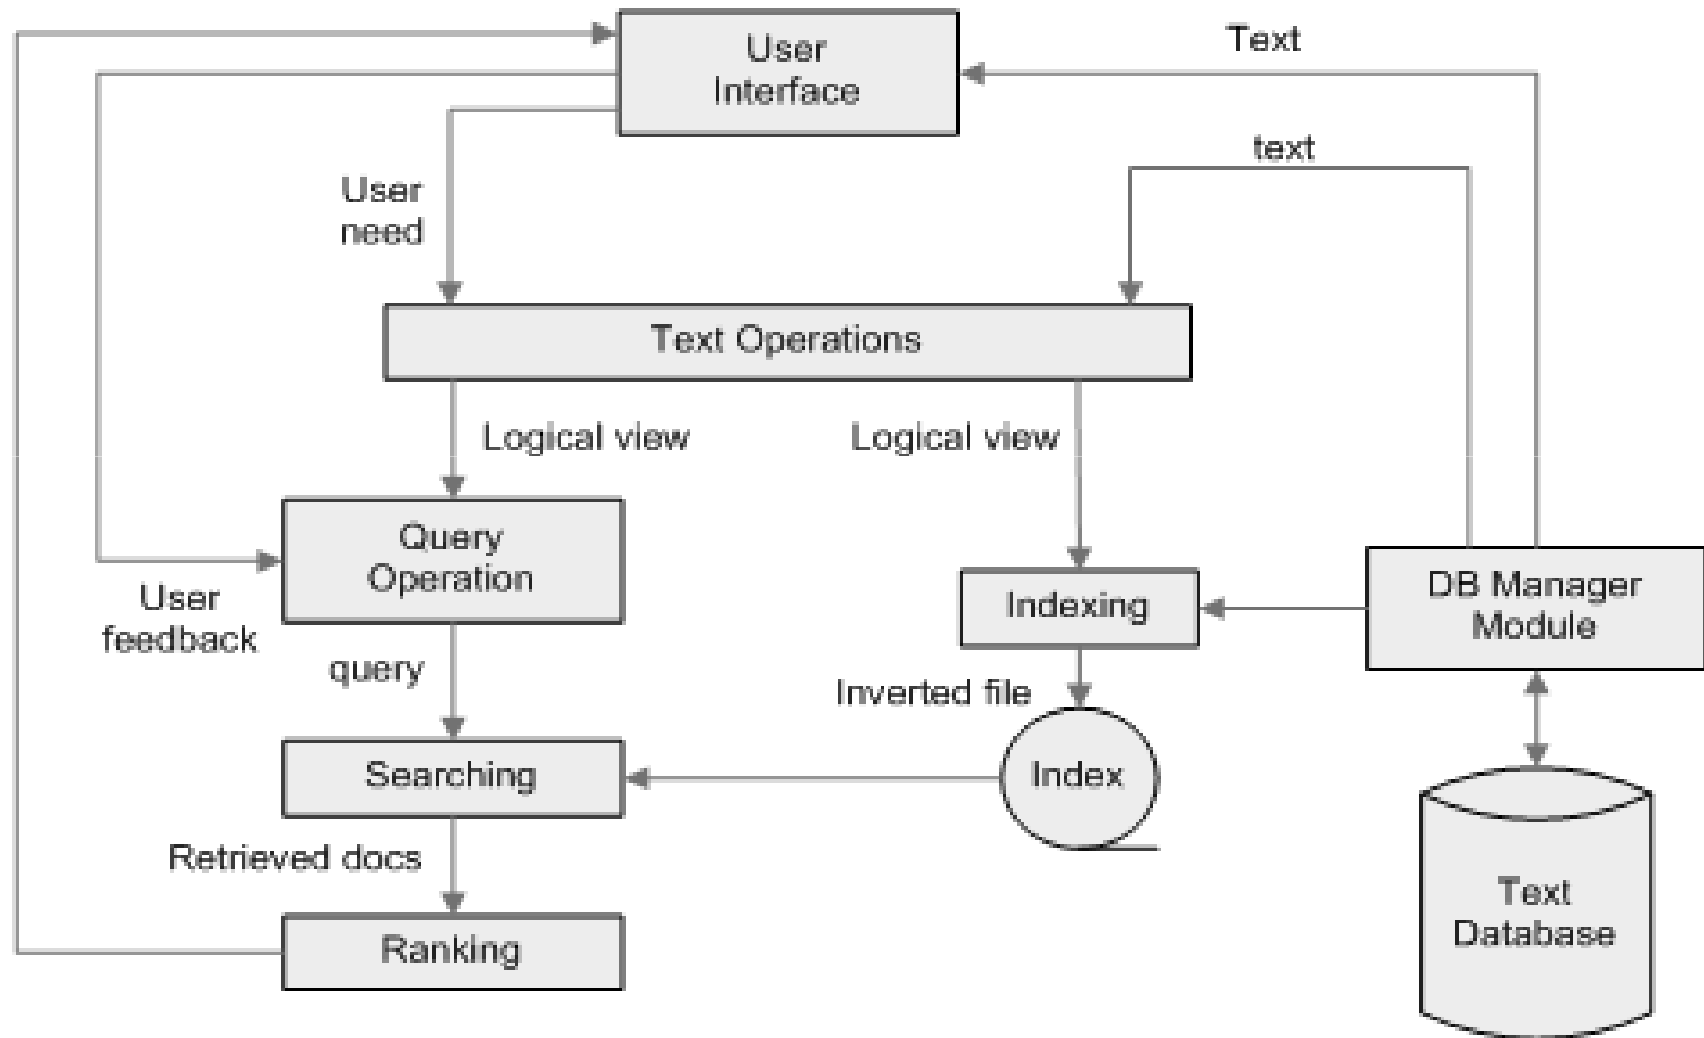 User
Interface
Text
text
User
need
Text Operations
Logical view
Logical view
Query
Operation
User
feedback
Indexing
DB Manager
Module
query
Inverted file
Searching
Index
Retrieved docs
Text
Database
Ranking